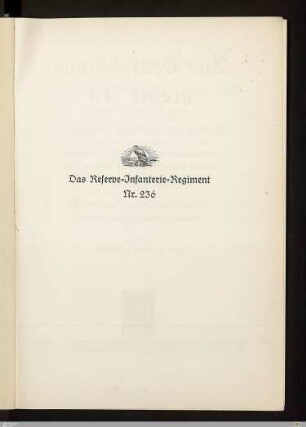 Das Reserve-Infanterie-Regiment
Nr. 236